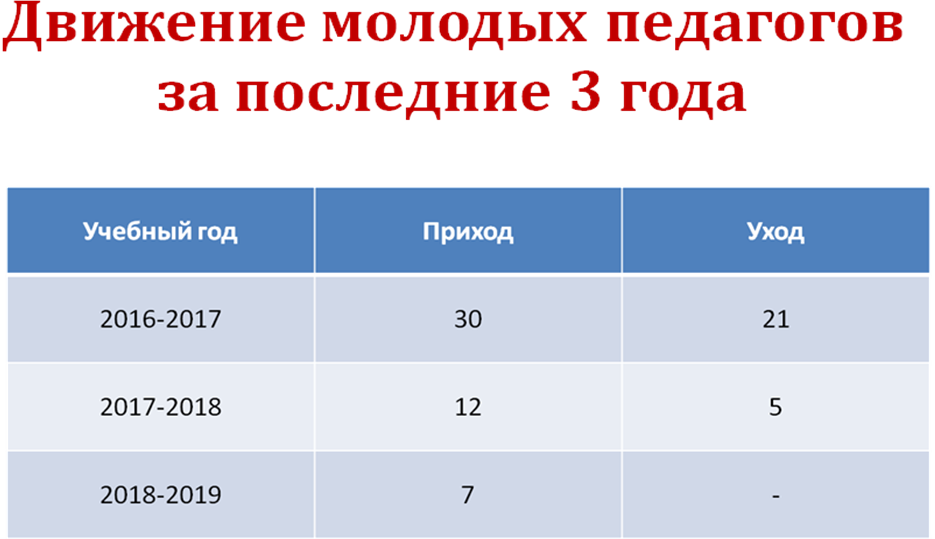 Движение молодых педагогов
за последние 3 года
Учебный год Приход Уход
2016-2017 30 21
2017-2018 12 5
2018-2019 7 -